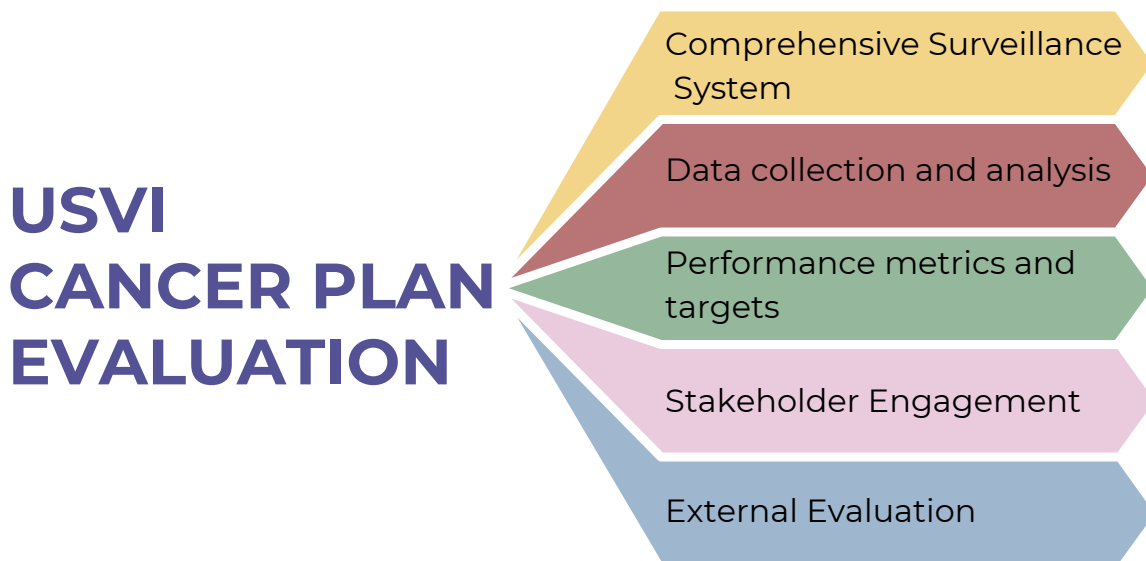 USVI
CANCER PLAN
EVALUATION
Comprehensive Surveillance
System
Data collection and analysis
Performance metrics and
targets
Stakeholder Engagement
External Evaluation